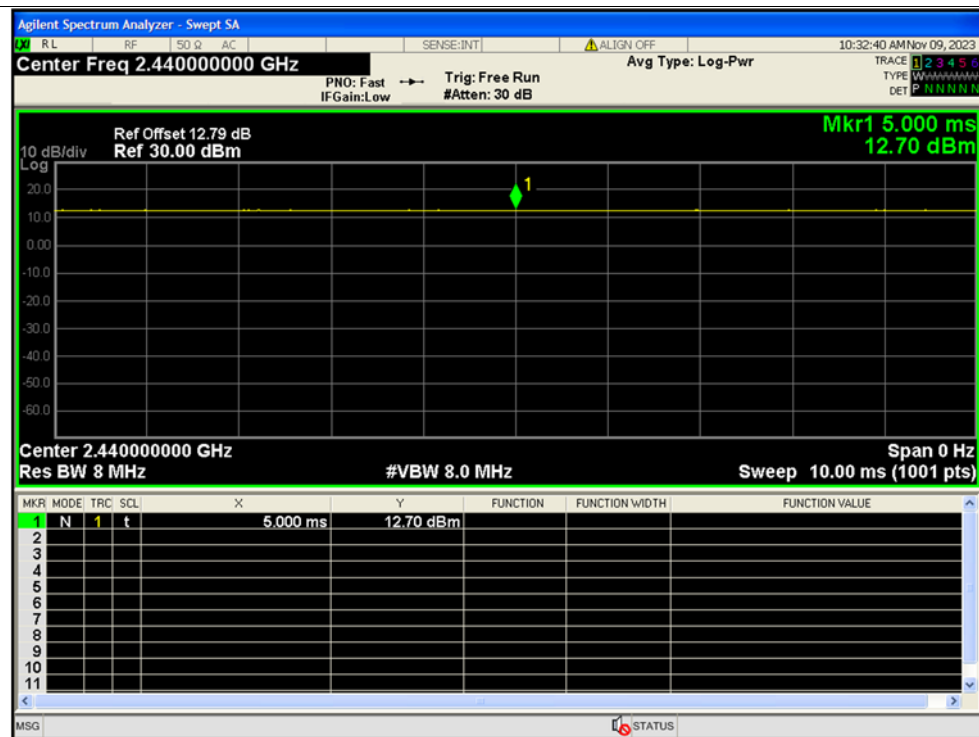 Agilent Spectrum Analyzer - Swept SA
LXI RL RF 50 Ω AC SENSE:INT ALIGN OFF 10:32:40 AM Nov 09, 2023
Center Freq 2.440000000 GHz Avg Type: Log-Pwr TRACE 1 2 3 4 5 6
PNO: Fast Trig: Free Run TYPE WWWWWW
IFGain:Low #Atten: 30 dB DET P N N N N N
Mkr1 5.000 ms
12.70 dBm
Ref Offset 12.79 dB
10 dB/div Ref 30.00 dBm
Log
1
20.0
10.0
0.00
-10.0
-20.0
-30.0
-40.0
-50.0
-60.0
Center 2.440000000 GHz Span 0 Hz
Res BW 8 MHz #VBW 8.0 MHz Sweep 10.00 ms (1001 pts)
MKR MODE TRC SCL X Y FUNCTION FUNCTION WIDTH FUNCTION VALUE
1 N 1 t 5.000 ms 12.70 dBm
2
3
4
5
6
7
8
9
10
11
MSG STATUS